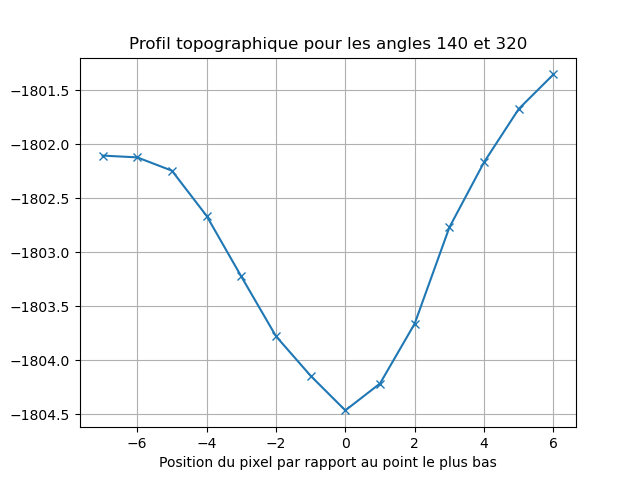 Profil topographique pour les angles 140 et 320
−1801.5
−1802.0
−1802.5
−1803.0
−1803.5
−1804.0
−1804.5
−6 −4 −2 0 2 4 6
Position du pixel par rapport au point le plus bas